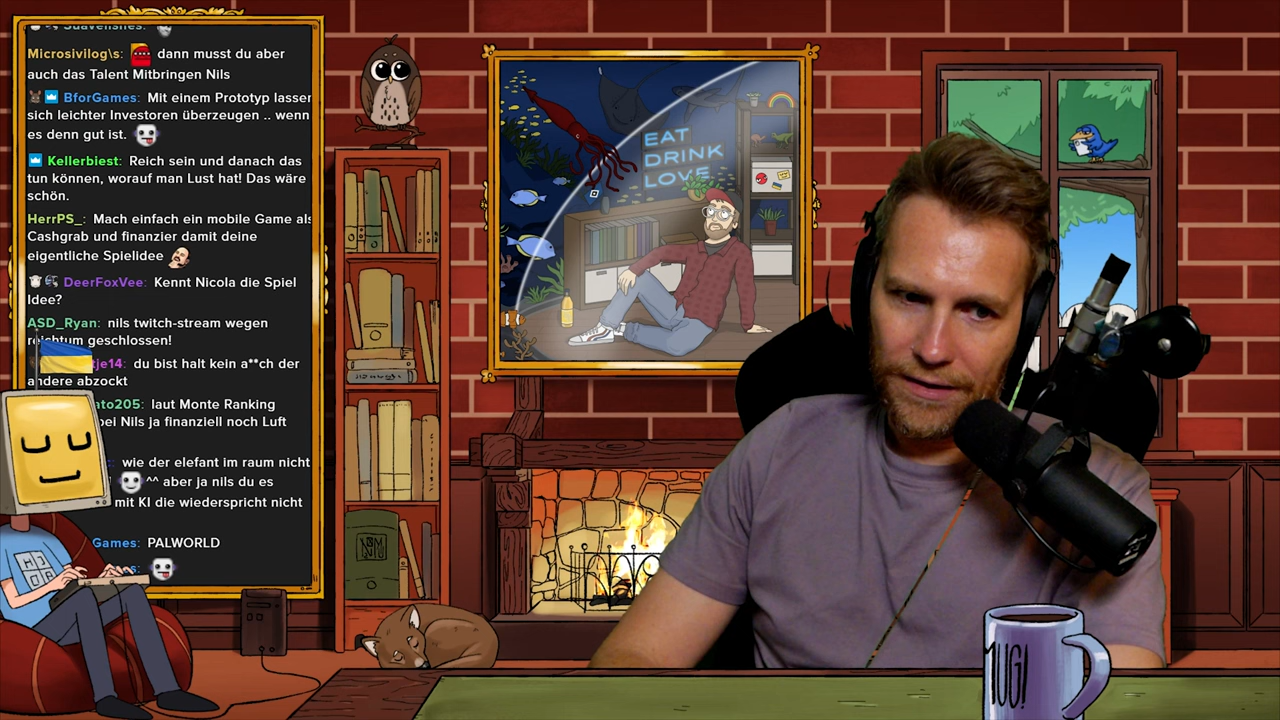 Microsivilog\s: dann musst du aber
auch das Talent Mitbringen Nils
BforGames: Mit einem Prototyp lassen
sich leichter Investoren überzeugen .. wenn
es denn gut ist.
Kellerbiest: Reich sein und danach das
tun können, worauf man Lust hat! Das wäre
schön.
HerrPS_: Mach einfach ein mobile Game als
Cashgrab und finanzier damit deine
eigentliche Spielidee
DeerFoxVee: Kennt Nicola die Spiel
Idee?
ASD_Ryan: nils twitch-stream wegen
reichtum geschlossen!
tje14: du bist halt kein a**ch der
andere abzockt
ato205: laut Monte Ranking
bei Nils ja finanziell noch Luft
: wie der elefant im raum nicht
^^ aber ja nils du es
mit KI die wiederspricht nicht
Games: PALWORLD
EAT
DRINK
LOVE
MUG!